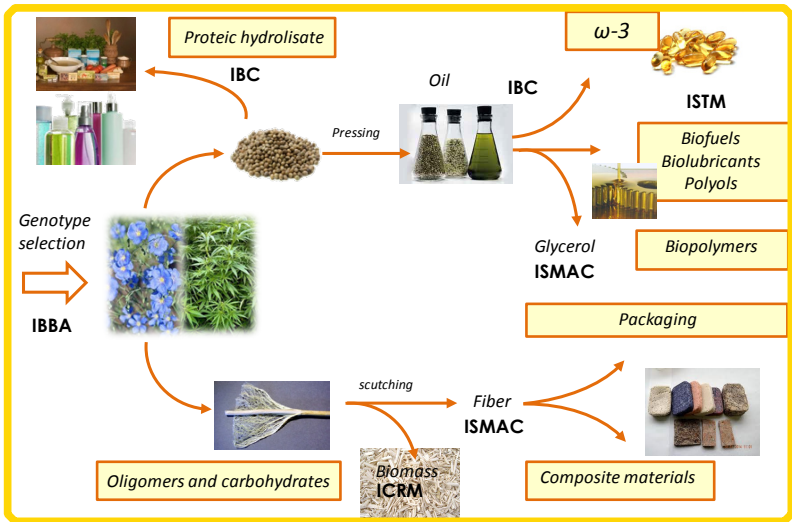 Proteic hydrolisate
IBC
Oil
IBC
ω-3
ISTM
Pressing
Biofuels
Biolubricants
Polyols
Genotype
selection
IBBA
Glycerol
ISMAC
Biopolymers
Packaging
scutching
Fiber
ISMAC
Oligomers and carbohydrates
Biomass
ICRM
Composite materials